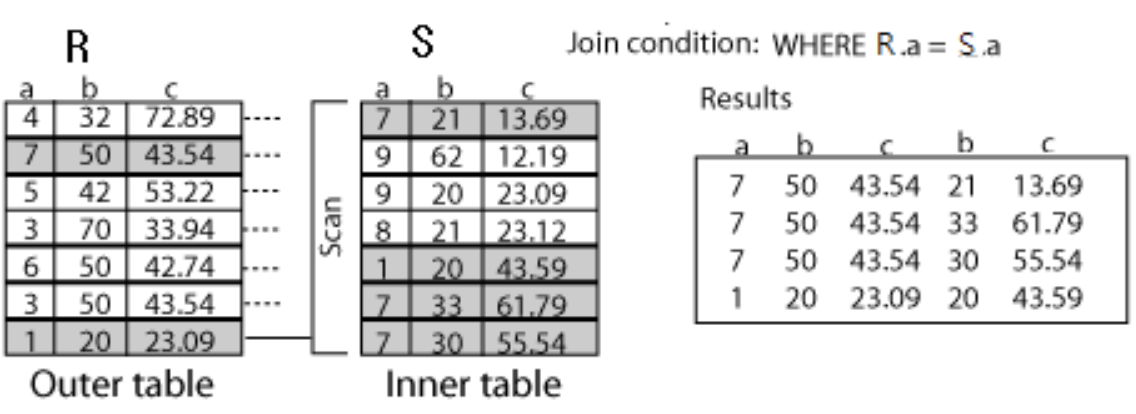 R S Join condition: WHERE R.a = S.a
Results
a b c a b c
4 32 72.89 7 21 13.69
7 50 43.54 9 62 12.19
5 42 53.22 9 20 23.09
3 70 33.94 8 21 23.12
6 50 42.74 1 20 43.59
3 50 43.54 7 33 61.79
1 20 23.09 7 30 55.54
Scan
Outer table Inner table
a b c b c
7 50 43.54 21 13.69
7 50 43.54 33 61.79
7 50 43.54 30 55.54
1 20 23.09 20 43.59